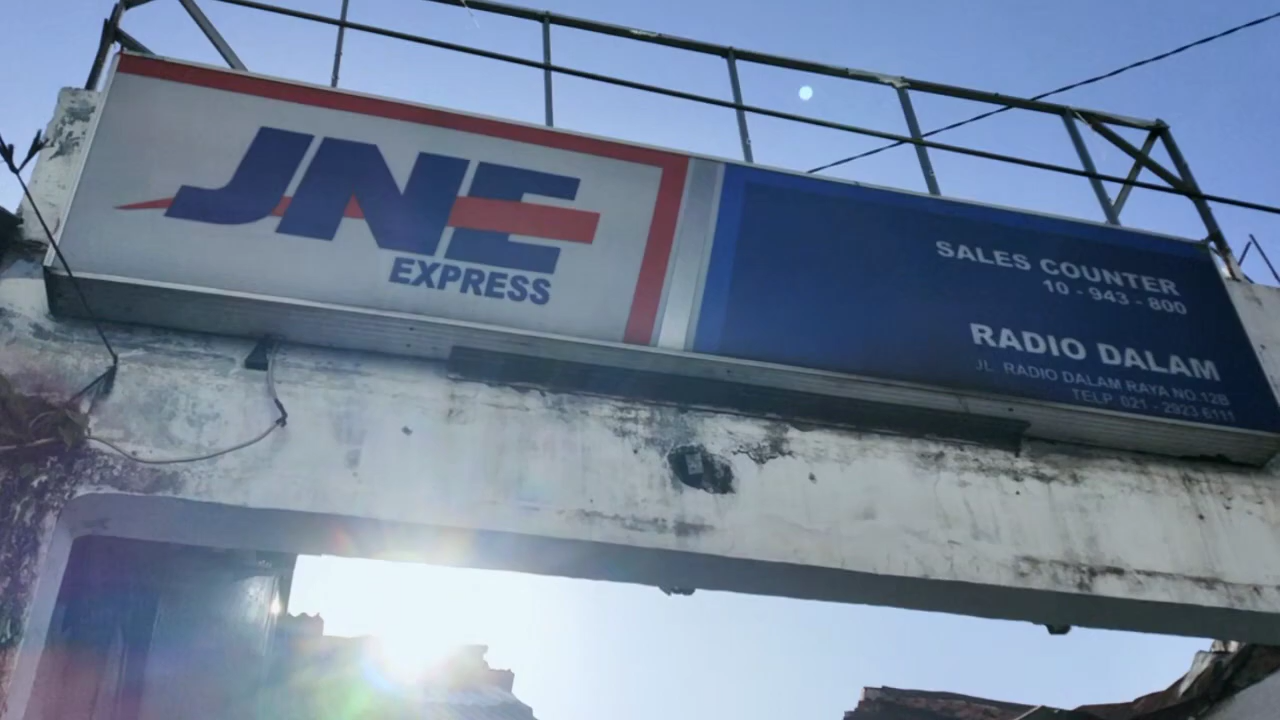 JNE
EXPRESS
SALES COUNTER
10 - 943 - 800
RADIO DALAM
JL. RADIO DALAM RAYA NO.12B
TELP. 021 - 2923 6111